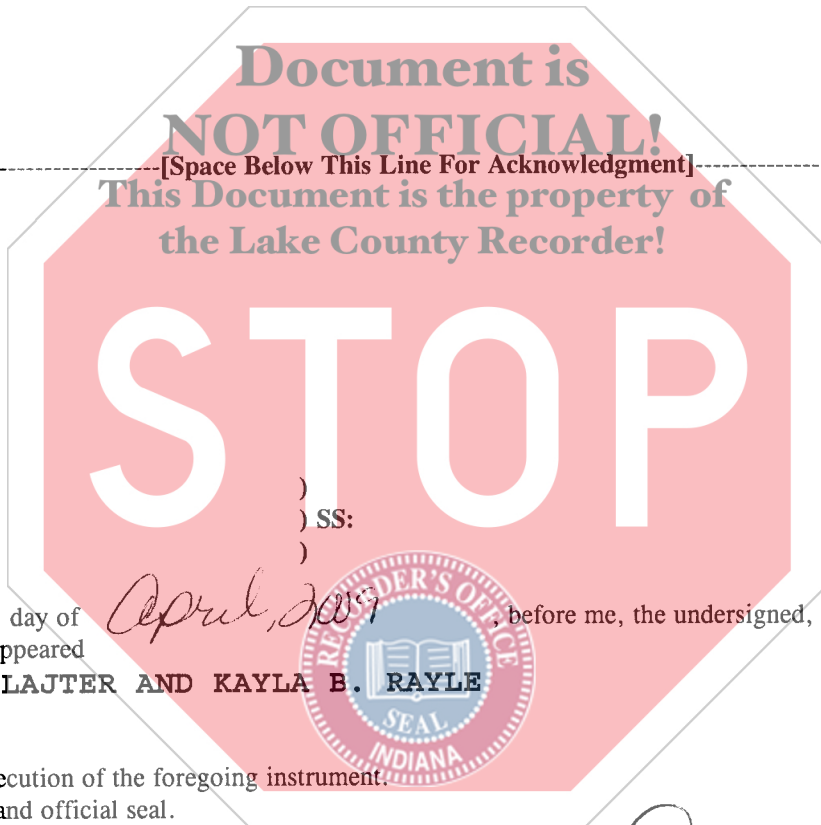 Document is
NOT OFFICIAL!
[Space Below This Line For Acknowledgment]
This Document is the property of
the Lake County Recorder!
STOP
)
) SS:
)
day of April, 2009, before me, the undersigned,
ppeared
LAJTER AND KAYLA B. RAYLE
RECORDER'S OFFICE
SEAL
INDIANA
ecution of the foregoing instrument.
and official seal.